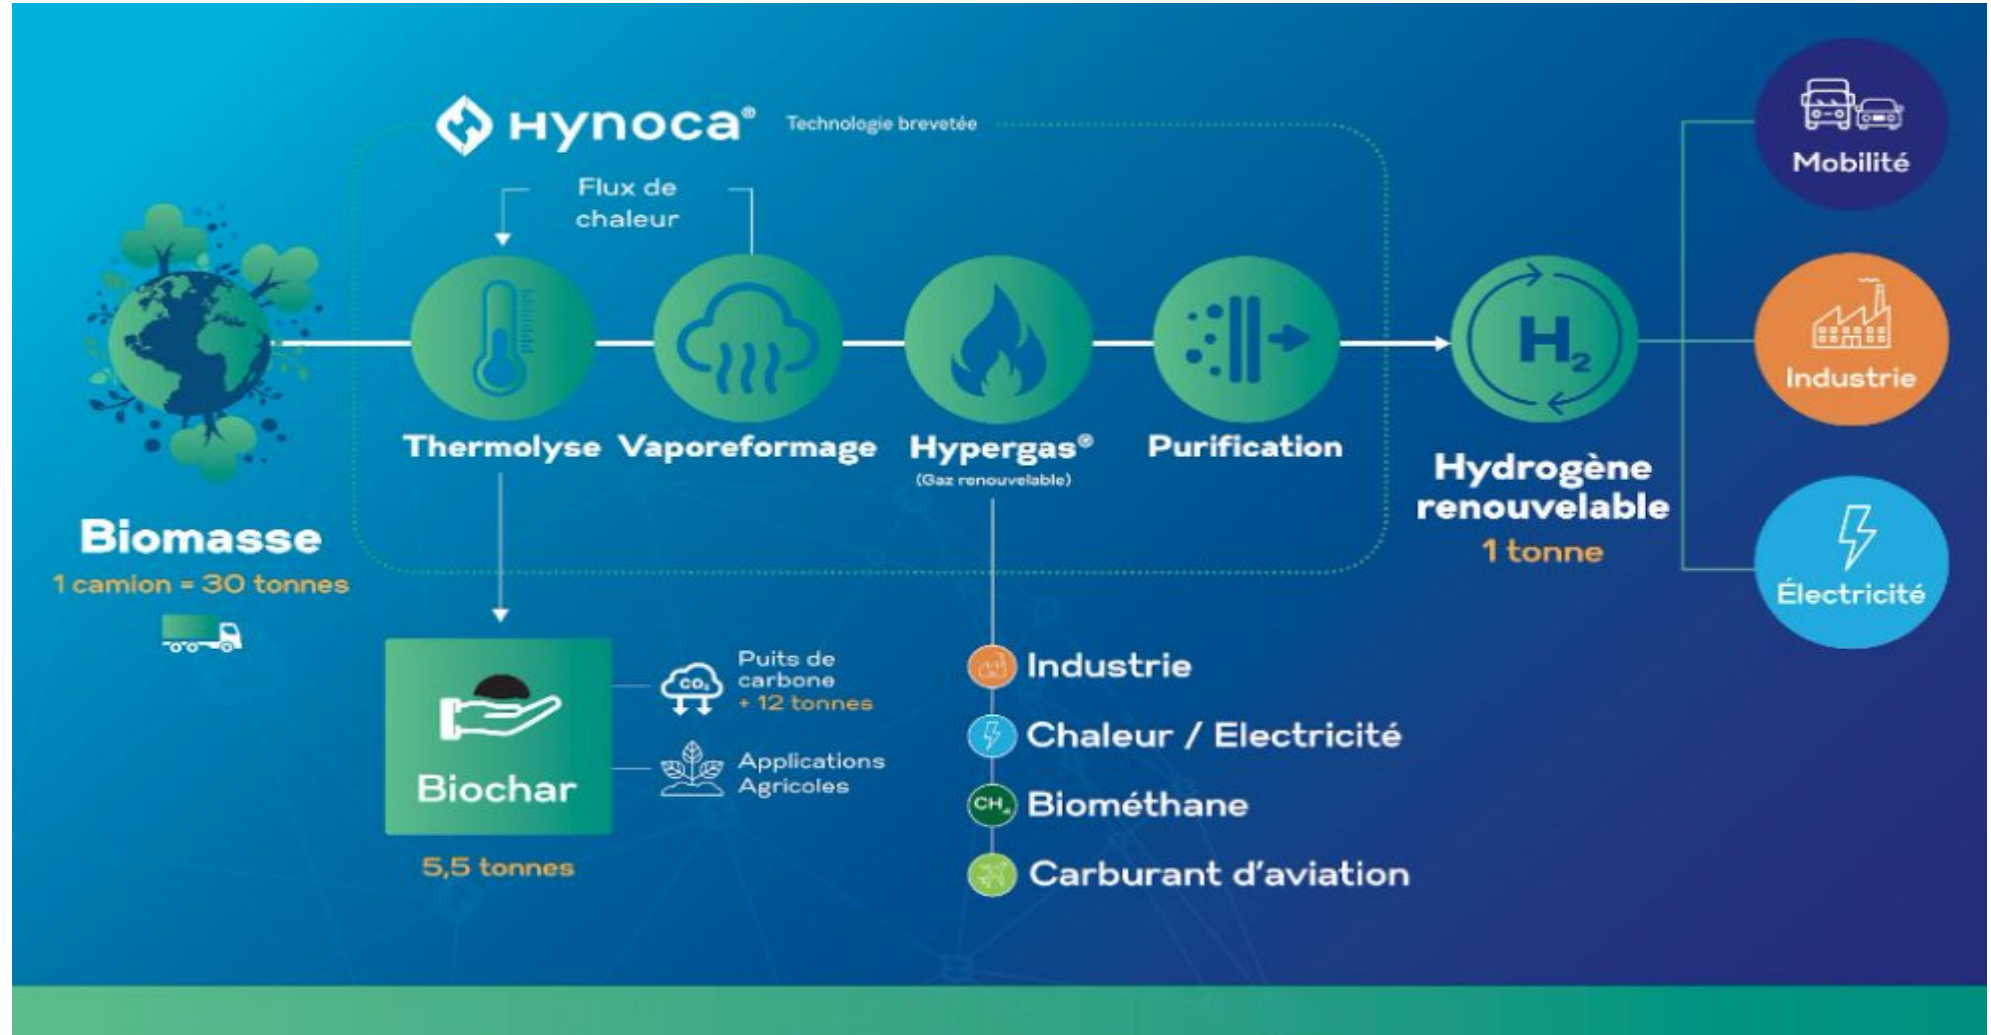 Hynoca® Technologie brevetée
Flux de
chaleur
Thermolyse
Vaporeformage
Hypergas®
(Gaz renouvelable)
Purification
H₂
Hydrogène
renouvelable
1 tonne
Mobilité
Industrie
Électricité
Biomasse
1 camion = 30 tonnes
Biochar
5,5 tonnes
CO₂
Puits de
carbone
+ 12 tonnes
Applications
Agricoles
Industrie
Chaleur / Electricité
CH₄
Biométhane
Carburant d'aviation